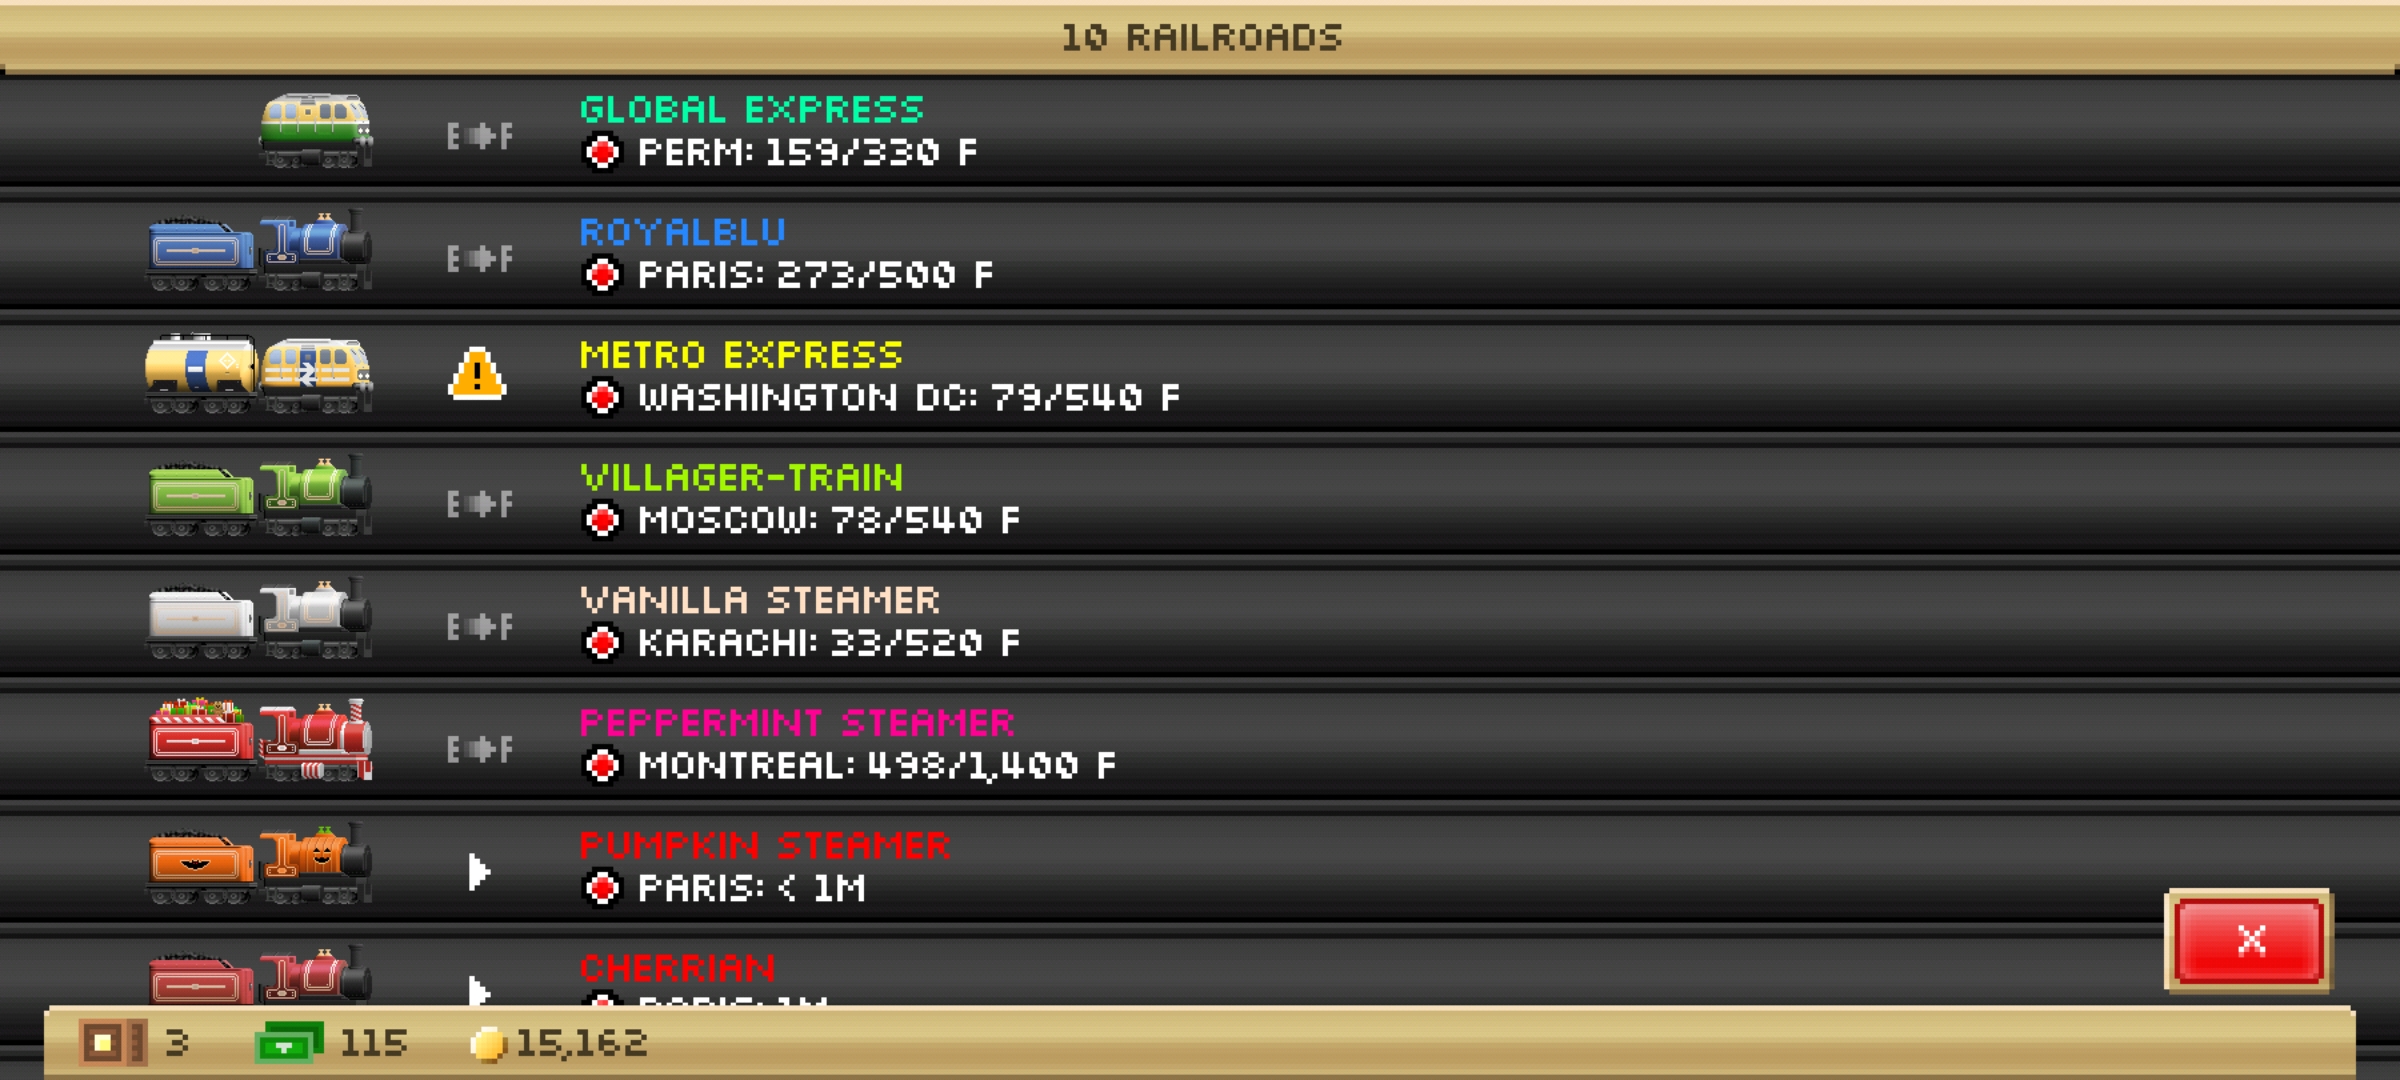 10 RAILROADS
GLOBAL EXPRESS
E F
PERM: 159/330 F
ROYALBLU
E F
PARIS: 273/500 F
METRO EXPRESS
WASHINGTON DC: 79/540 F
VILLAGER-TRAIN
E F
MOSCOW: 78/540 F
VANILLA STEAMER
E F
KARACHI: 33/520 F
PEPPERMINT STEAMER
E F
MONTREAL: 498/1,400 F
PUMPKIN STEAMER
PARIS: < 1M
CHERRIAN
PARIS: 1M
X
3 115 15,162